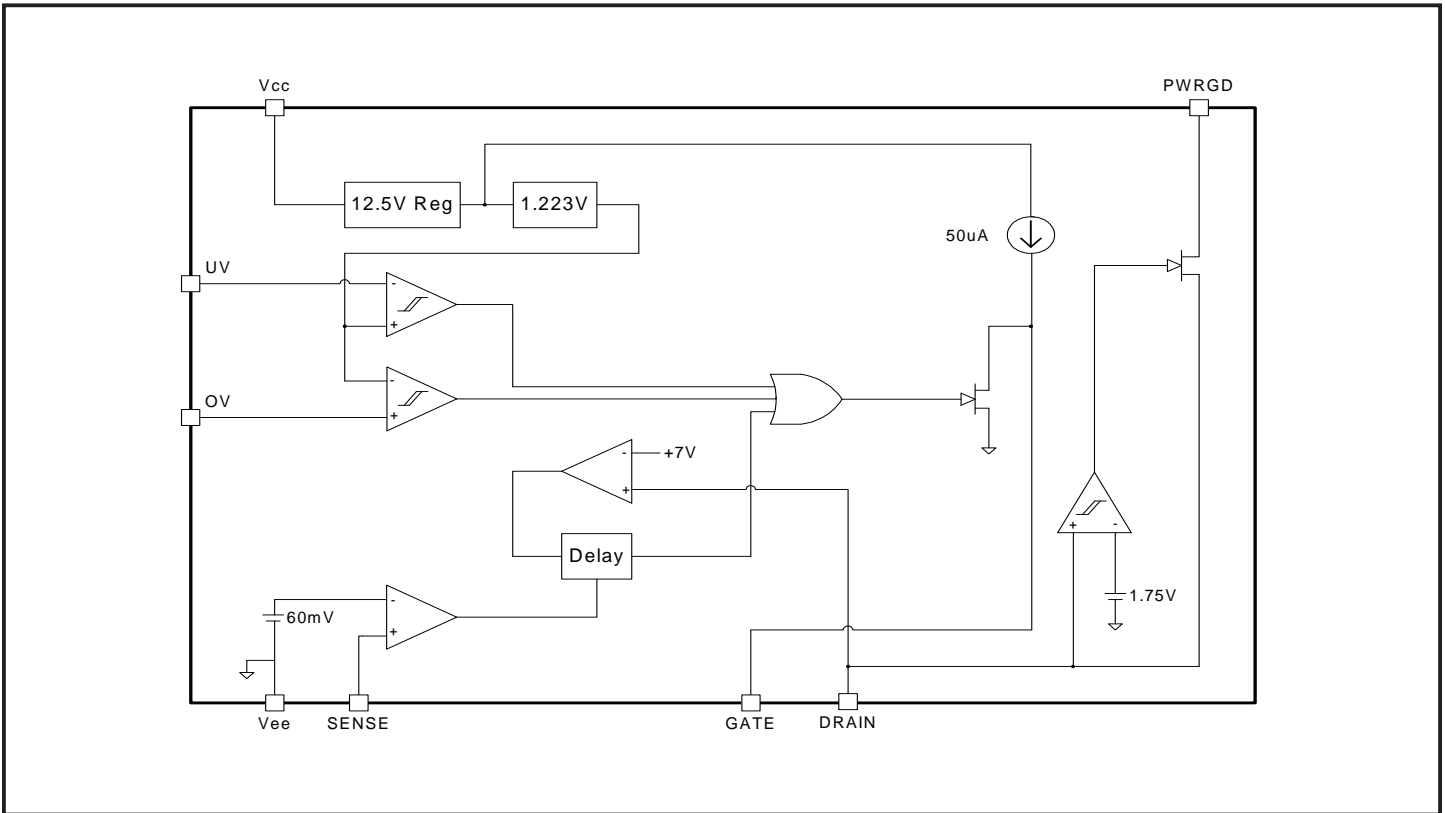 Vcc
PWRGD
12.5V Reg
1.223V
50uA
UV
-
+
-
OV
+
-
+7V
+
+
-
Delay
1.75V
-
60mV
+
Vee
SENSE
GATE
DRAIN